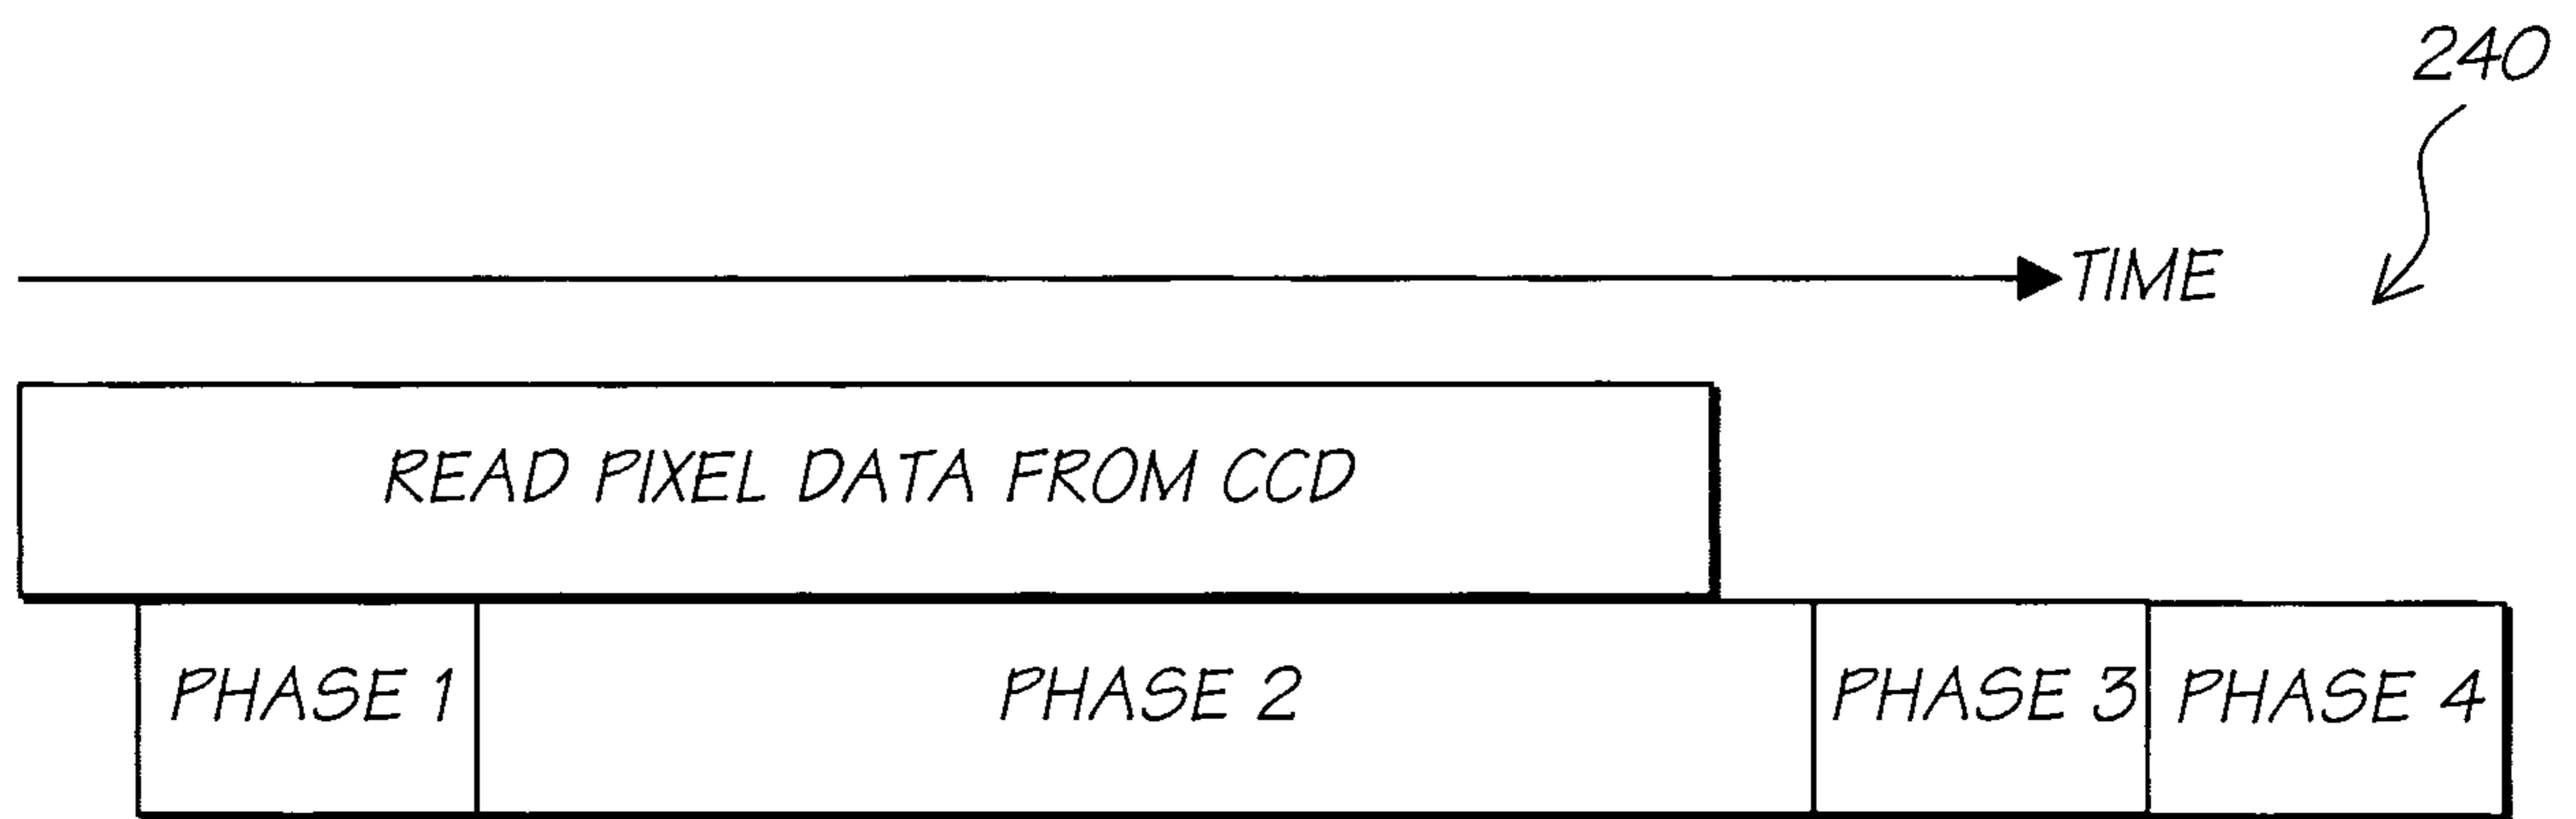 240
TIME
READ PIXEL DATA FROM CCD
PHASE 1 PHASE 2 PHASE 3 PHASE 4